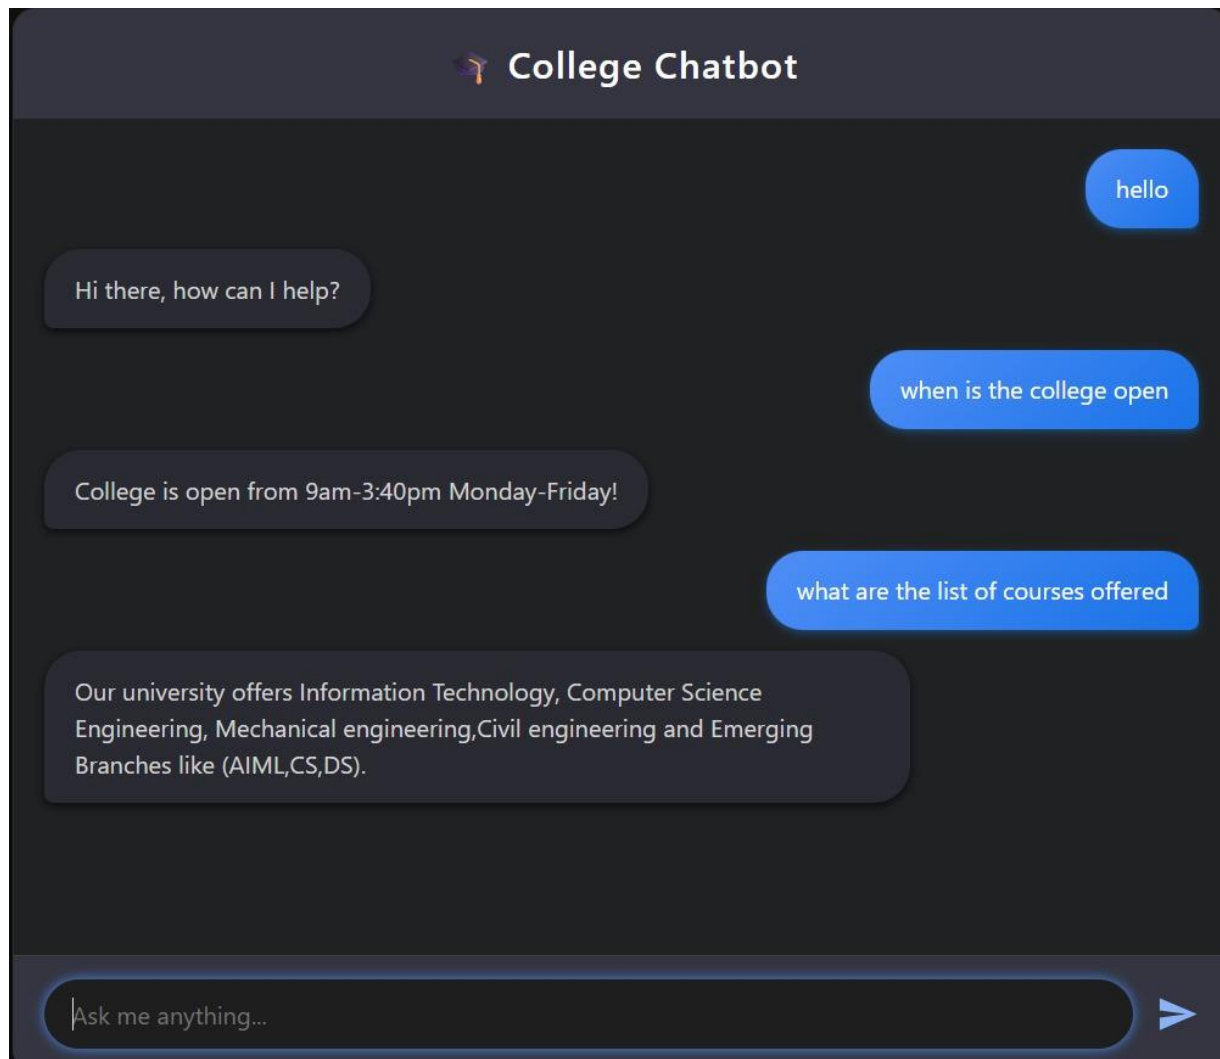 College Chatbot
hello
Hi there, how can I help?
when is the college open
College is open from 9am-3:40pm Monday-Friday!
what are the list of courses offered
Our university offers Information Technology, Computer Science
Engineering, Mechanical engineering,Civil engineering and Emerging
Branches like (AIML,CS,DS).
Ask me anything...